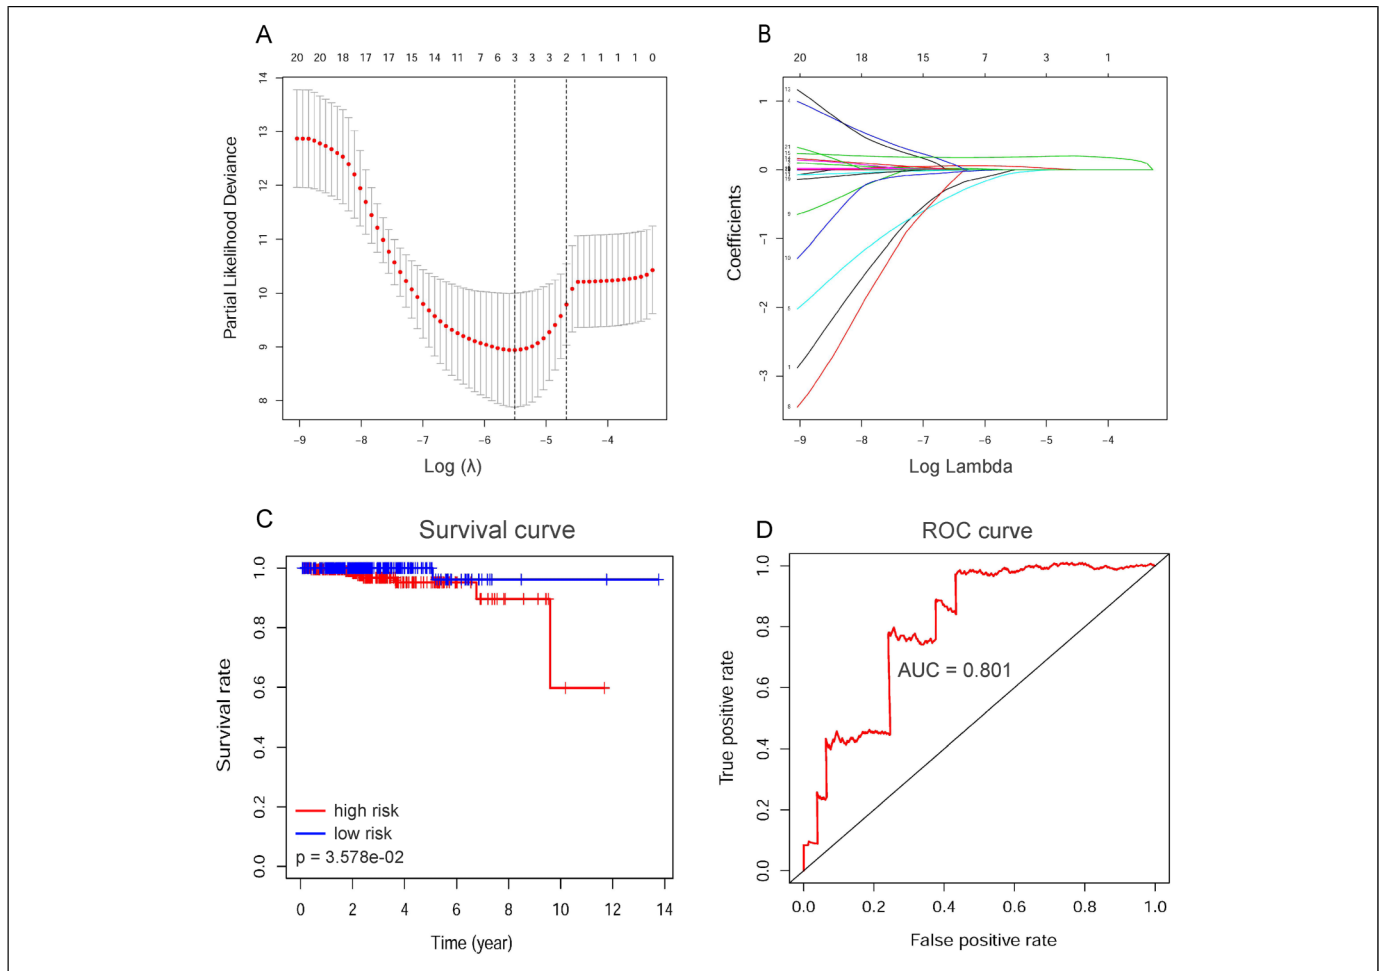 A
20 20 18 17 17 15 14 11 7 6 3 3 3 2 1 1 1 1 0
14
13
12
11
10
9
8
Partial Likelihood Deviance
-9 -8 -7 -6 -5 -4
Log (λ)
B
20 18 15 7 3 1
1
0
-1
-2
-3
Coefficients
-9 -8 -7 -6 -5 -4
Log Lambda
C
Survival curve
1.0
0.8
0.6
0.4
0.2
0.0
Survival rate
high risk
low risk
p = 3.578e-02
0 2 4 6 8 10 12 14
Time (year)
D
ROC curve
1.0
0.8
0.6
0.4
0.2
0.0
True positive rate
AUC = 0.801
0.0 0.2 0.4 0.6 0.8 1.0
False positive rate